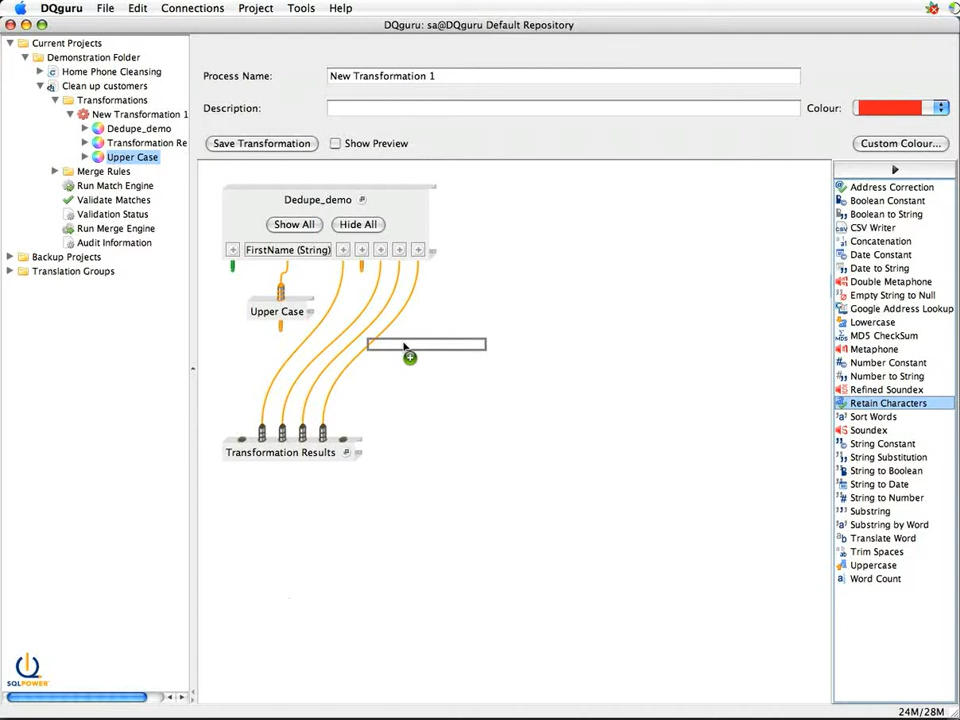 DQguru File Edit Connections Project Tools Help
DQguru: sa@DQguru Default Repository
Current Projects
Demonstration Folder
Home Phone Cleansing
Clean up customers
Transformations
New Transformation 1
Dedupe_demo
Transformation Re
Upper Case
Merge Rules
Run Match Engine
Validate Matches
Validation Status
Run Merge Engine
Audit Information
Backup Projects
Translation Groups
SQLPOWER
Process Name: New Transformation 1
Description: Colour:
Save Transformation Show Preview Custom Colour...
Dedupe_demo
Show All Hide All
FirstName (String)
Upper Case
Transformation Results
Address Correction
Boolean Constant
Boolean to String
CSV Writer
Concatenation
Date Constant
Date to String
Double Metaphone
Empty String to Null
Google Address Lookup
Lowercase
MD5 CheckSum
Metaphone
Number Constant
Number to String
Refined Soundex
Retain Characters
Sort Words
Soundex
String Constant
String Substitution
String to Boolean
String to Date
String to Number
Substring
Substring by Word
Translate Word
Trim Spaces
Uppercase
Word Count
24M/28M